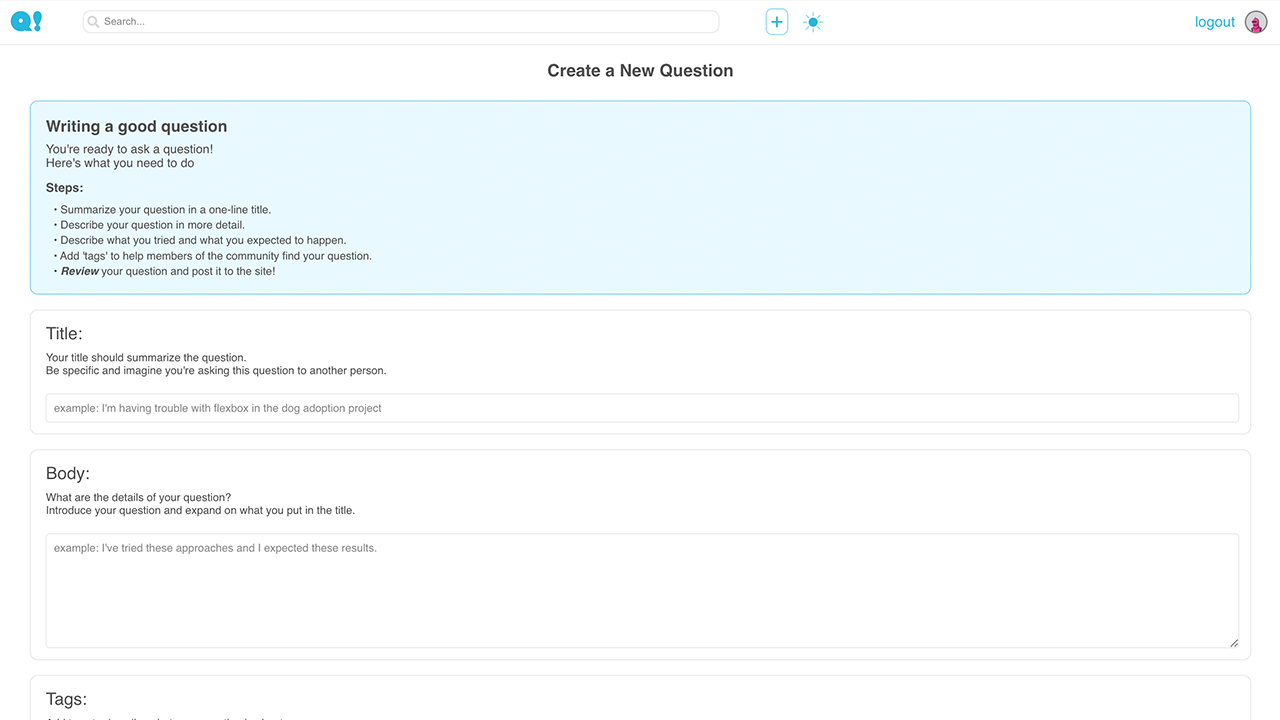 Q!
Search...
logout
Create a New Question
Writing a good question
You're ready to ask a question!
Here's what you need to do
Steps:
• Summarize your question in a one-line title.
• Describe your question in more detail.
• Describe what you tried and what you expected to happen.
• Add 'tags' to help members of the community find your question.
• Review your question and post it to the site!
Title:
Your title should summarize the question.
Be specific and imagine you're asking this question to another person.
example: I'm having trouble with flexbox in the dog adoption project
Body:
What are the details of your question?
Introduce your question and expand on what you put in the title.
example: I've tried these approaches and I expected these results.
Tags: